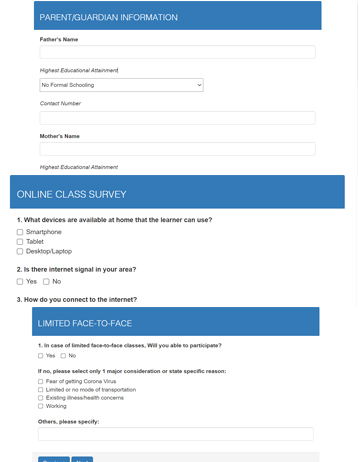 PARENT/GUARDIAN INFORMATION
Father's Name
Highest Educational Attainment
No Formal Schooling
Contact Number
Mother's Name
Highest Educational Attainment
ONLINE CLASS SURVEY
1. What devices are available at home that the learner can use?
Smartphone
Tablet
Desktop/Laptop
2. Is there internet signal in your area?
Yes No
3. How do you connect to the internet?
LIMITED FACE-TO-FACE
1. In case of limited face-to-face classes, Will you able to participate?
Yes No
If no, please select only 1 major consideration or state specific reason:
Fear of getting Corona Virus
Limited or no mode of transportation
Existing illness/health concerns
Working
Others, please specify: